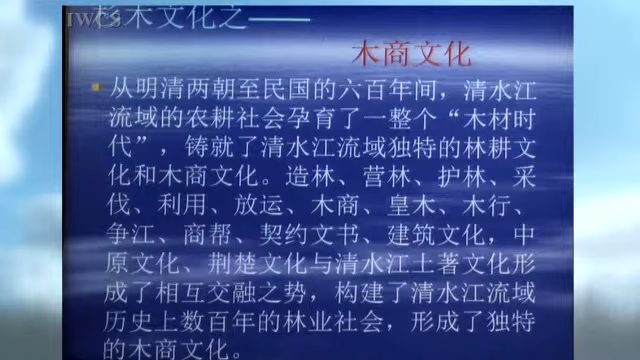 IWCS
杉木文化之——
木商文化
从明清两朝至民国的六百年间，清水江
流域的农耕社会孕育了一整个“木材时
代”，铸就了清水江流域独特的林耕文
化和木商文化。造林、营林、护林、采
伐、利用、放运、木商、皇木、木行、
争江、商帮、契约文书、建筑文化，中
原文化、荆楚文化与清水江土著文化形
成了相互交融之势，构建了清水江流域
历史上数百年的林业社会，形成了独特
的木商文化。